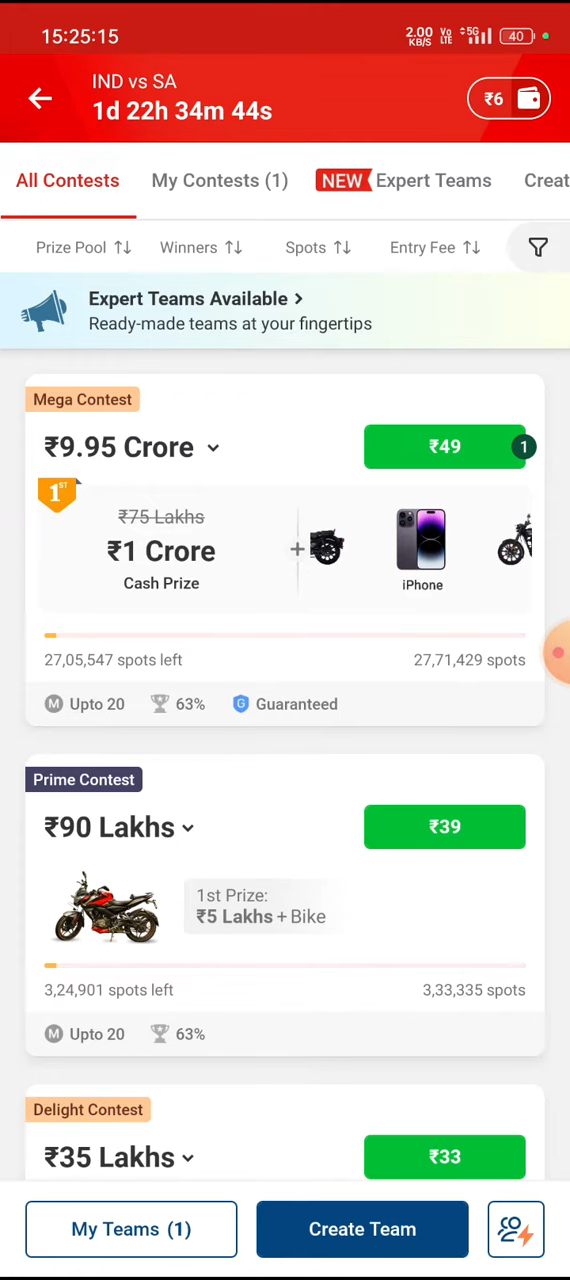 15:25:15
2.00 KB/S Vo LTE 5G 40
IND vs SA
1d 22h 34m 44s
₹6
All Contests
My Contests (1)
NEW
Expert Teams
Creat
Prize Pool
Winners
Spots
Entry Fee
Expert Teams Available
Ready-made teams at your fingertips
Mega Contest
₹9.95 Crore
₹49
1
1ST
₹75 Lakhs
₹1 Crore
Cash Prize
+
iPhone
27,05,547 spots left
27,71,429 spots
M Upto 20
63%
G Guaranteed
Prime Contest
₹90 Lakhs
₹39
1st Prize:
₹5 Lakhs + Bike
3,24,901 spots left
3,33,335 spots
M Upto 20
63%
Delight Contest
₹35 Lakhs
₹33
My Teams (1)
Create Team